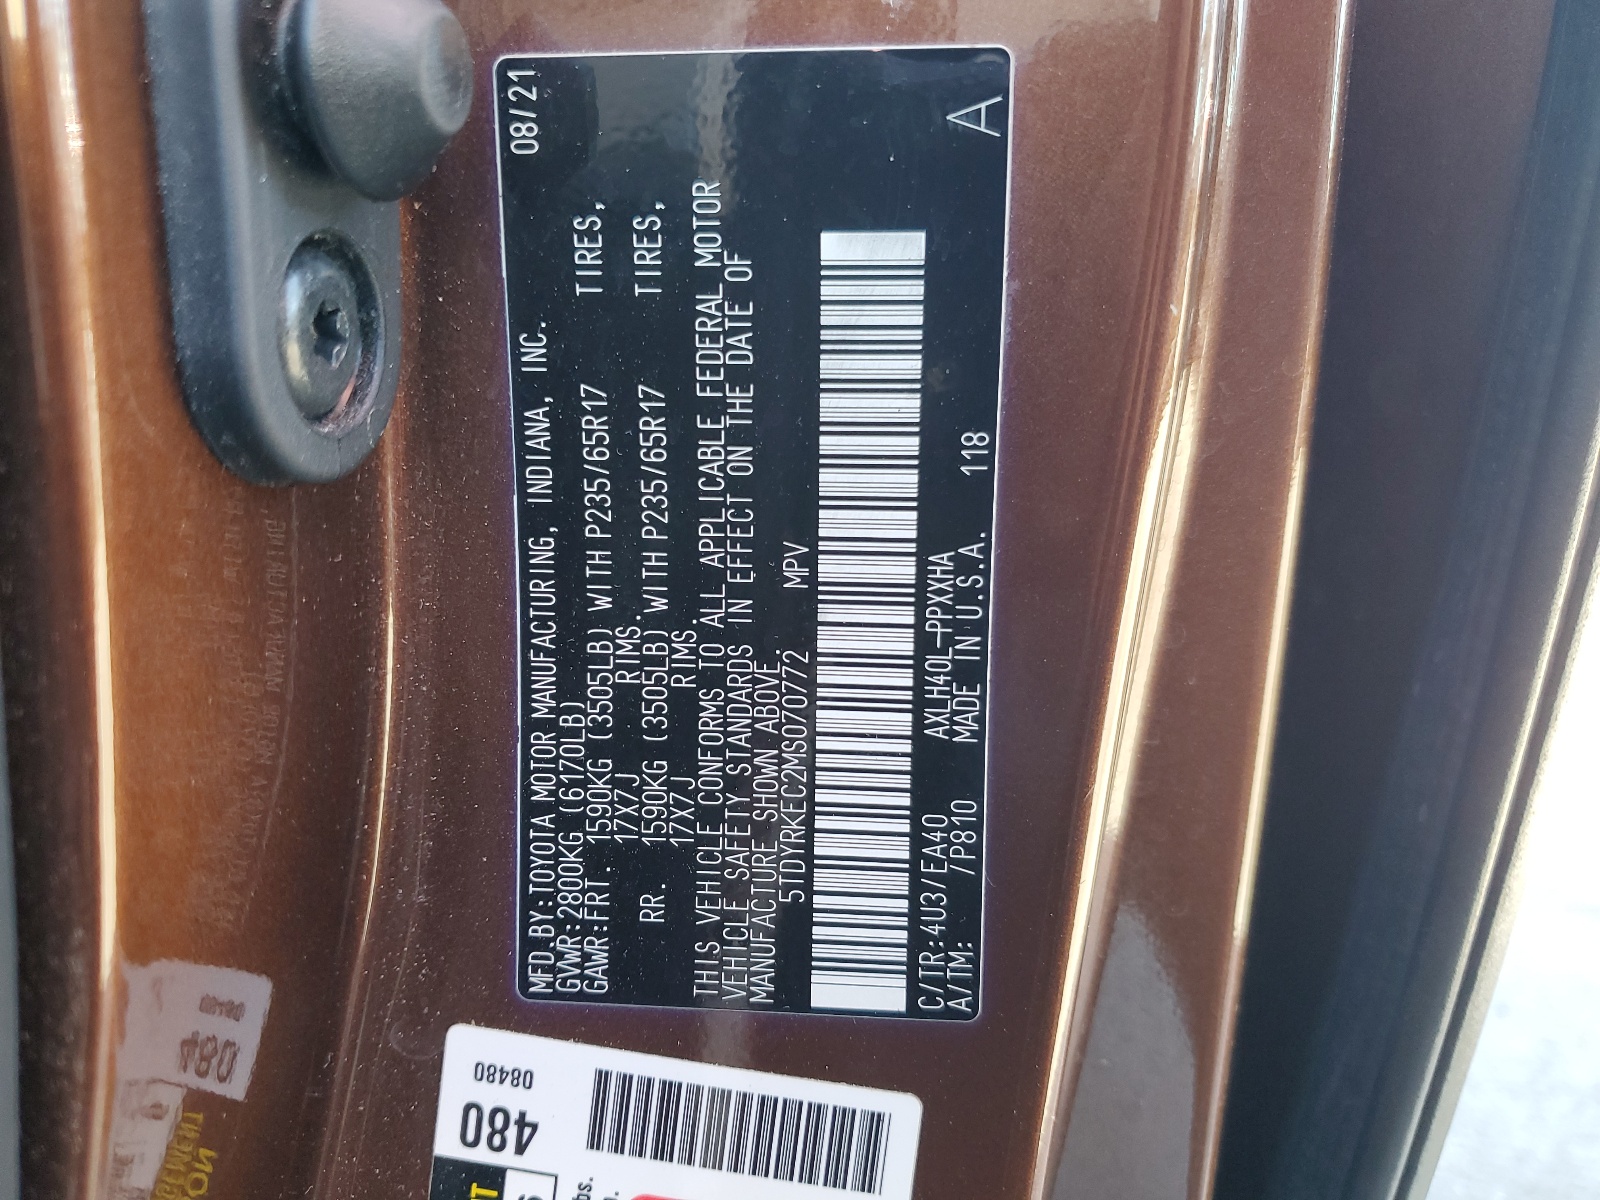 MFD.BY:TOYOTA MOTOR MANUFACTURING, INDIANA, INC. 08/21
GVWR:2800KG (6170LB)
GAWR:FRT. 1590KG (3505LB) WITH P235/65R17 TIRES,
17X7J RIMS.
RR. 1590KG (3505LB) WITH P235/65R17 TIRES,
17X7J RIMS.
THIS VEHICLE CONFORMS TO ALL APPLICABLE FEDERAL MOTOR
VEHICLE SAFETY STANDARDS IN EFFECT ON THE DATE OF
MANUFACTURE SHOWN ABOVE.
5TDYRKEC2MS070772 MPV
C/TR:4U3/EA40 AXLH40L-PPXXHA
A/TM: /P810 MADE IN U.S.A. 118 A
08480
480